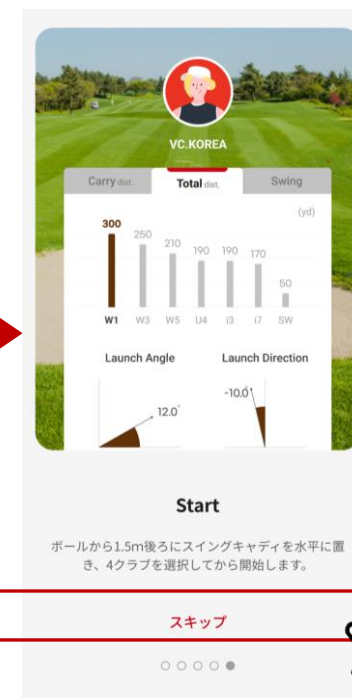 VC.KOREA
Carry dist. Total dist. Swing
(yd)
300 250 210 190 190 170 50
W1 W3 W5 U4 i3 i7 SW
Launch Angle Launch Direction
12.0° -10.0°
Start
ボールから1.5m後ろにスイングキャディを水平に置
き、4クラブを選択してから開始します。
スキップ